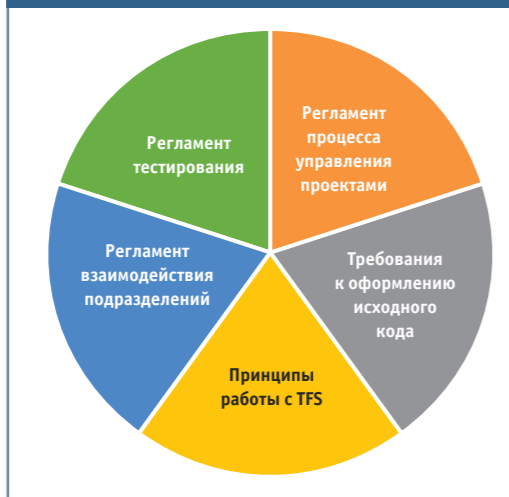 Регламент
процесса
управления
проектами
Требования
к оформлению
исходного
кода
Принципы
работы с TFS
Регламент
взаимодействия
подразделений
Регламент
тестирования